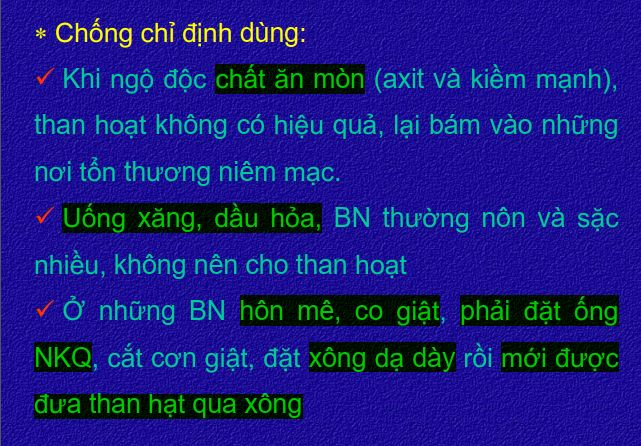 * Chống chỉ định dùng:
✓ Khi ngộ độc chất ăn mòn (axit và kiềm mạnh),
than hoạt không có hiệu quả, lại bám vào những
nơi tổn thương niêm mạc.
✓ Uống xăng, dầu hỏa, BN thường nôn và sặc
nhiều, không nên cho than hoạt
✓ Ở những BN hôn mê, co giật, phải đặt ống
NKQ, cắt cơn giật, đặt xông dạ dày rồi mới được
đưa than hạt qua xông